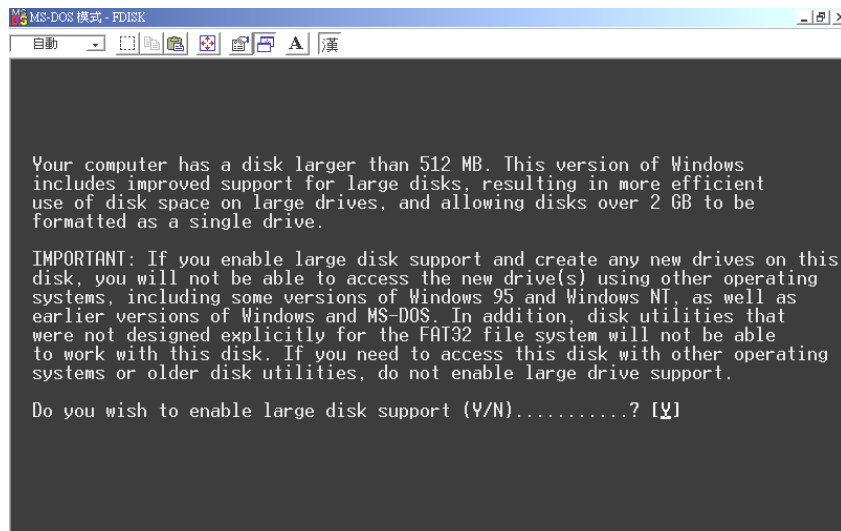 MS-DOS 模式 - FDISK
自動 A 漢
Your computer has a disk larger than 512 MB. This version of Windows
includes improved support for large disks, resulting in more efficient
use of disk space on large drives, and allowing disks over 2 GB to be
formatted as a single drive.
IMPORTANT: If you enable large disk support and create any new drives on this
disk, you will not be able to access the new drive(s) using other operating
systems, including some versions of Windows 95 and Windows NT, as well as
earlier versions of Windows and MS-DOS. In addition, disk utilities that
were not designed explicitly for the FAT32 file system will not be able
to work with this disk. If you need to access this disk with other operating
systems or older disk utilities, do not enable large drive support.
Do you wish to enable large disk support (Y/N)...........? [Y]